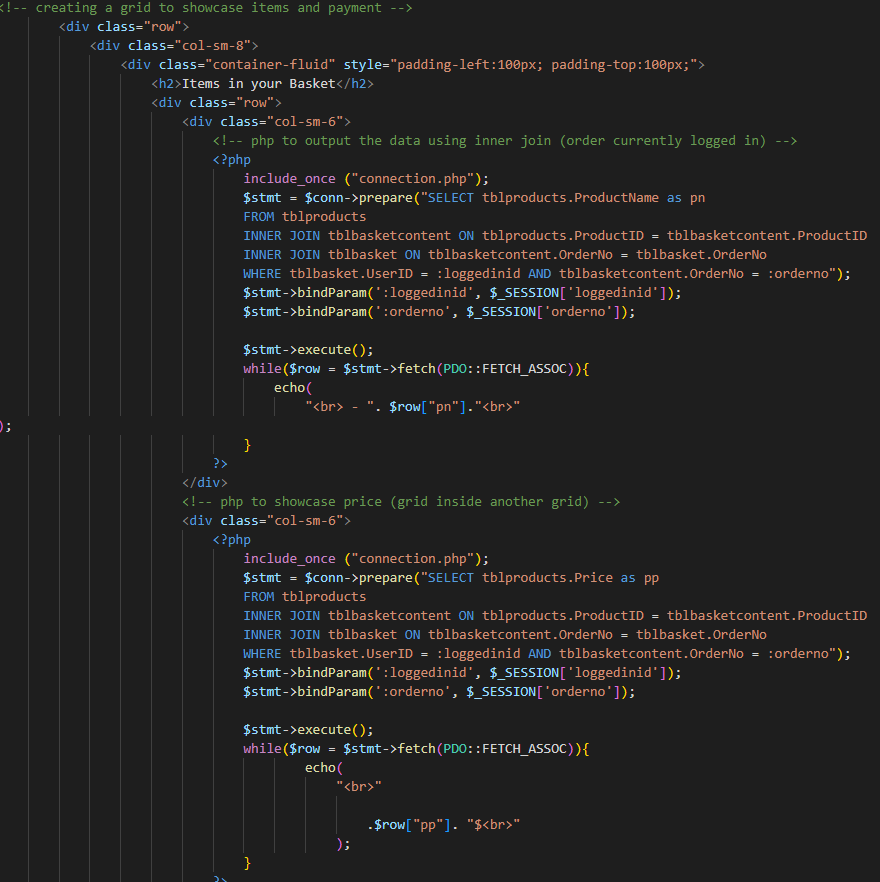 <!-- creating a grid to showcase items and payment -->
<div class="row">
<div class="col-sm-8">
<div class="container-fluid" style="padding-left:100px; padding-top:100px;">
<h2>Items in your Basket</h2>
<div class="row">
<div class="col-sm-6">
<!-- php to output the data using inner join (order currently logged in) -->
<?php
include_once ("connection.php");
$stmt = $conn->prepare("SELECT tblproducts.ProductName as pn
FROM tblproducts
INNER JOIN tblbasketcontent ON tblproducts.ProductID = tblbasketcontent.ProductID
INNER JOIN tblbasket ON tblbasketcontent.OrderNo = tblbasket.OrderNo
WHERE tblbasket.UserID = :loggedinid AND tblbasketcontent.OrderNo = :orderno");
$stmt->bindParam(':loggedinid', $_SESSION['loggedinid']);
$stmt->bindParam(':orderno', $_SESSION['orderno']);
$stmt->execute();
while($row = $stmt->fetch(PDO::FETCH_ASSOC)){
echo(
"<br> - ". $row["pn"]."<br>"
);
}
?>
</div>
<!-- php to showcase price (grid inside another grid) -->
<div class="col-sm-6">
<?php
include_once ("connection.php");
$stmt = $conn->prepare("SELECT tblproducts.Price as pp
FROM tblproducts
INNER JOIN tblbasketcontent ON tblproducts.ProductID = tblbasketcontent.ProductID
INNER JOIN tblbasket ON tblbasketcontent.OrderNo = tblbasket.OrderNo
WHERE tblbasket.UserID = :loggedinid AND tblbasketcontent.OrderNo = :orderno");
$stmt->bindParam(':loggedinid', $_SESSION['loggedinid']);
$stmt->bindParam(':orderno', $_SESSION['orderno']);
$stmt->execute();
while($row = $stmt->fetch(PDO::FETCH_ASSOC)){
echo(
"<br>"
.$row["pp"]. "$<br>"
);
}
?>